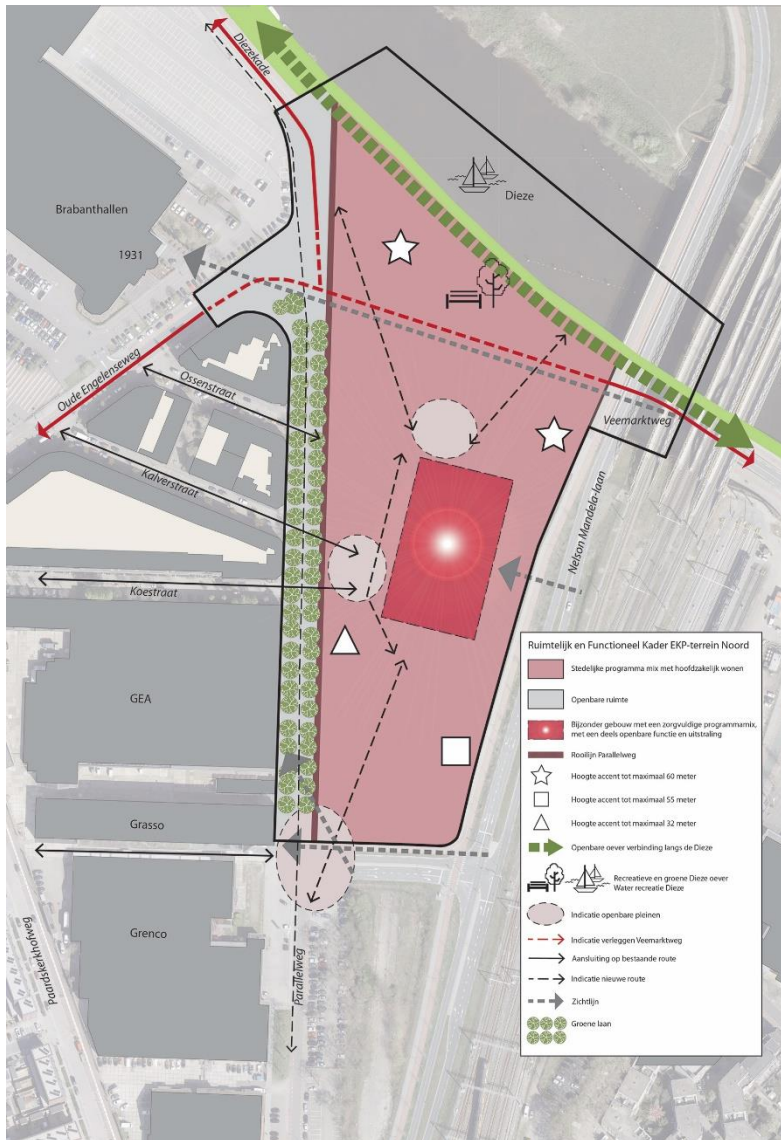 Diezekade
Dieze
Brabanthallen
1931
Oude Engelenseweg
Ossenstraat
Veemarktweg
Kalverstraat
Nelson Mandela-laan
Koestraat
GEA
Grasso
Grenco
Paardskerkhofweg
Parallelweg
Ruimtelijk en Functioneel Kader EKP-terrein Noord
Stedelijke programma mix met hoofdzakelijk wonen
Openbare ruimte
Bijzonder gebouw met een zorgvuldige programmamix,
met een deels openbare functie en uitstraling
Rooilijn Parallelweg
Hoogte accent tot maximaal 60 meter
Hoogte accent tot maximaal 55 meter
Hoogte accent tot maximaal 32 meter
Openbare oever verbinding langs de Dieze
Recreatieve en groene Dieze oever
Water recreatie Dieze
Indicatie openbare pleinen
Indicatie verleggen Veemarktweg
Aansluiting op bestaande route
Indicatie nieuwe route
Zichtlijn
Groene laan